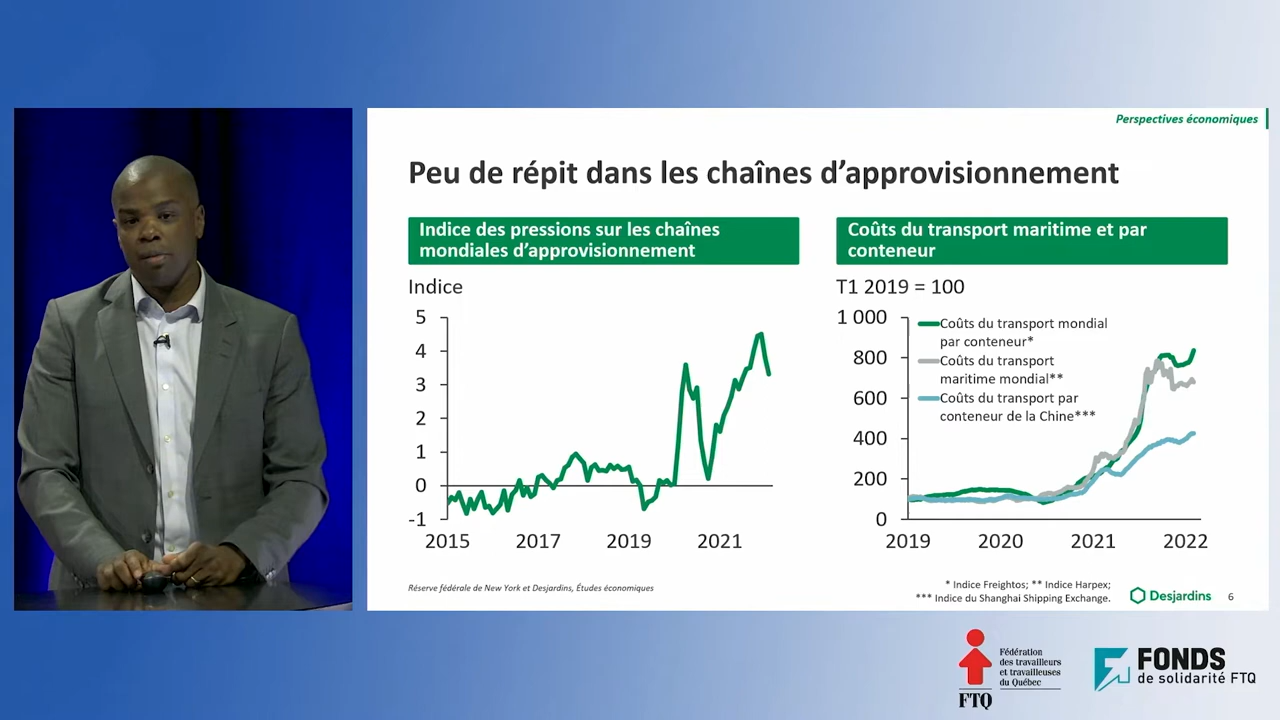 Perspectives économiques
Peu de répit dans les chaînes d’approvisionnement
Indice des pressions sur les chaînes
mondiales d’approvisionnement
Indice
5
4
3
2
1
0
-1
2015
2017
2019
2021
Réserve fédérale de New York et Desjardins, Études économiques
Coûts du transport maritime et par
conteneur
T1 2019 = 100
1 000
800
600
400
200
0
Coûts du transport mondial
par conteneur*
Coûts du transport
maritime mondial**
Coûts du transport par
conteneur de la Chine***
2019
2020
2021
2022
* Indice Freightos; ** Indice Harpex;
*** Indice du Shanghai Shipping Exchange.
Desjardins
6
FTQ
Fédération
des travailleurs
et travailleuses
du Québec
FONDS
de solidarité FTQ